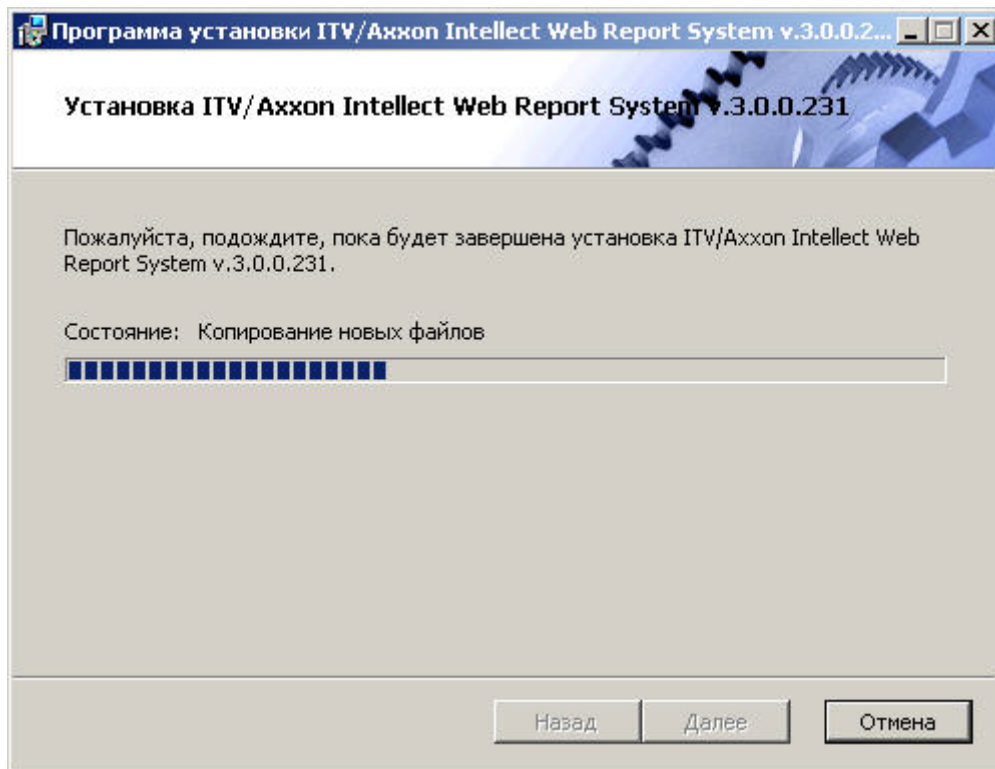 Программа установки ITV/Axxon Intellect Web Report System v.3.0.0.2...
Установка ITV/Axxon Intellect Web Report System v.3.0.0.231
Пожалуйста, подождите, пока будет завершена установка ITV/Axxon Intellect Web
Report System v.3.0.0.231.
Состояние: Копирование новых файлов
Назад Далее Отмена